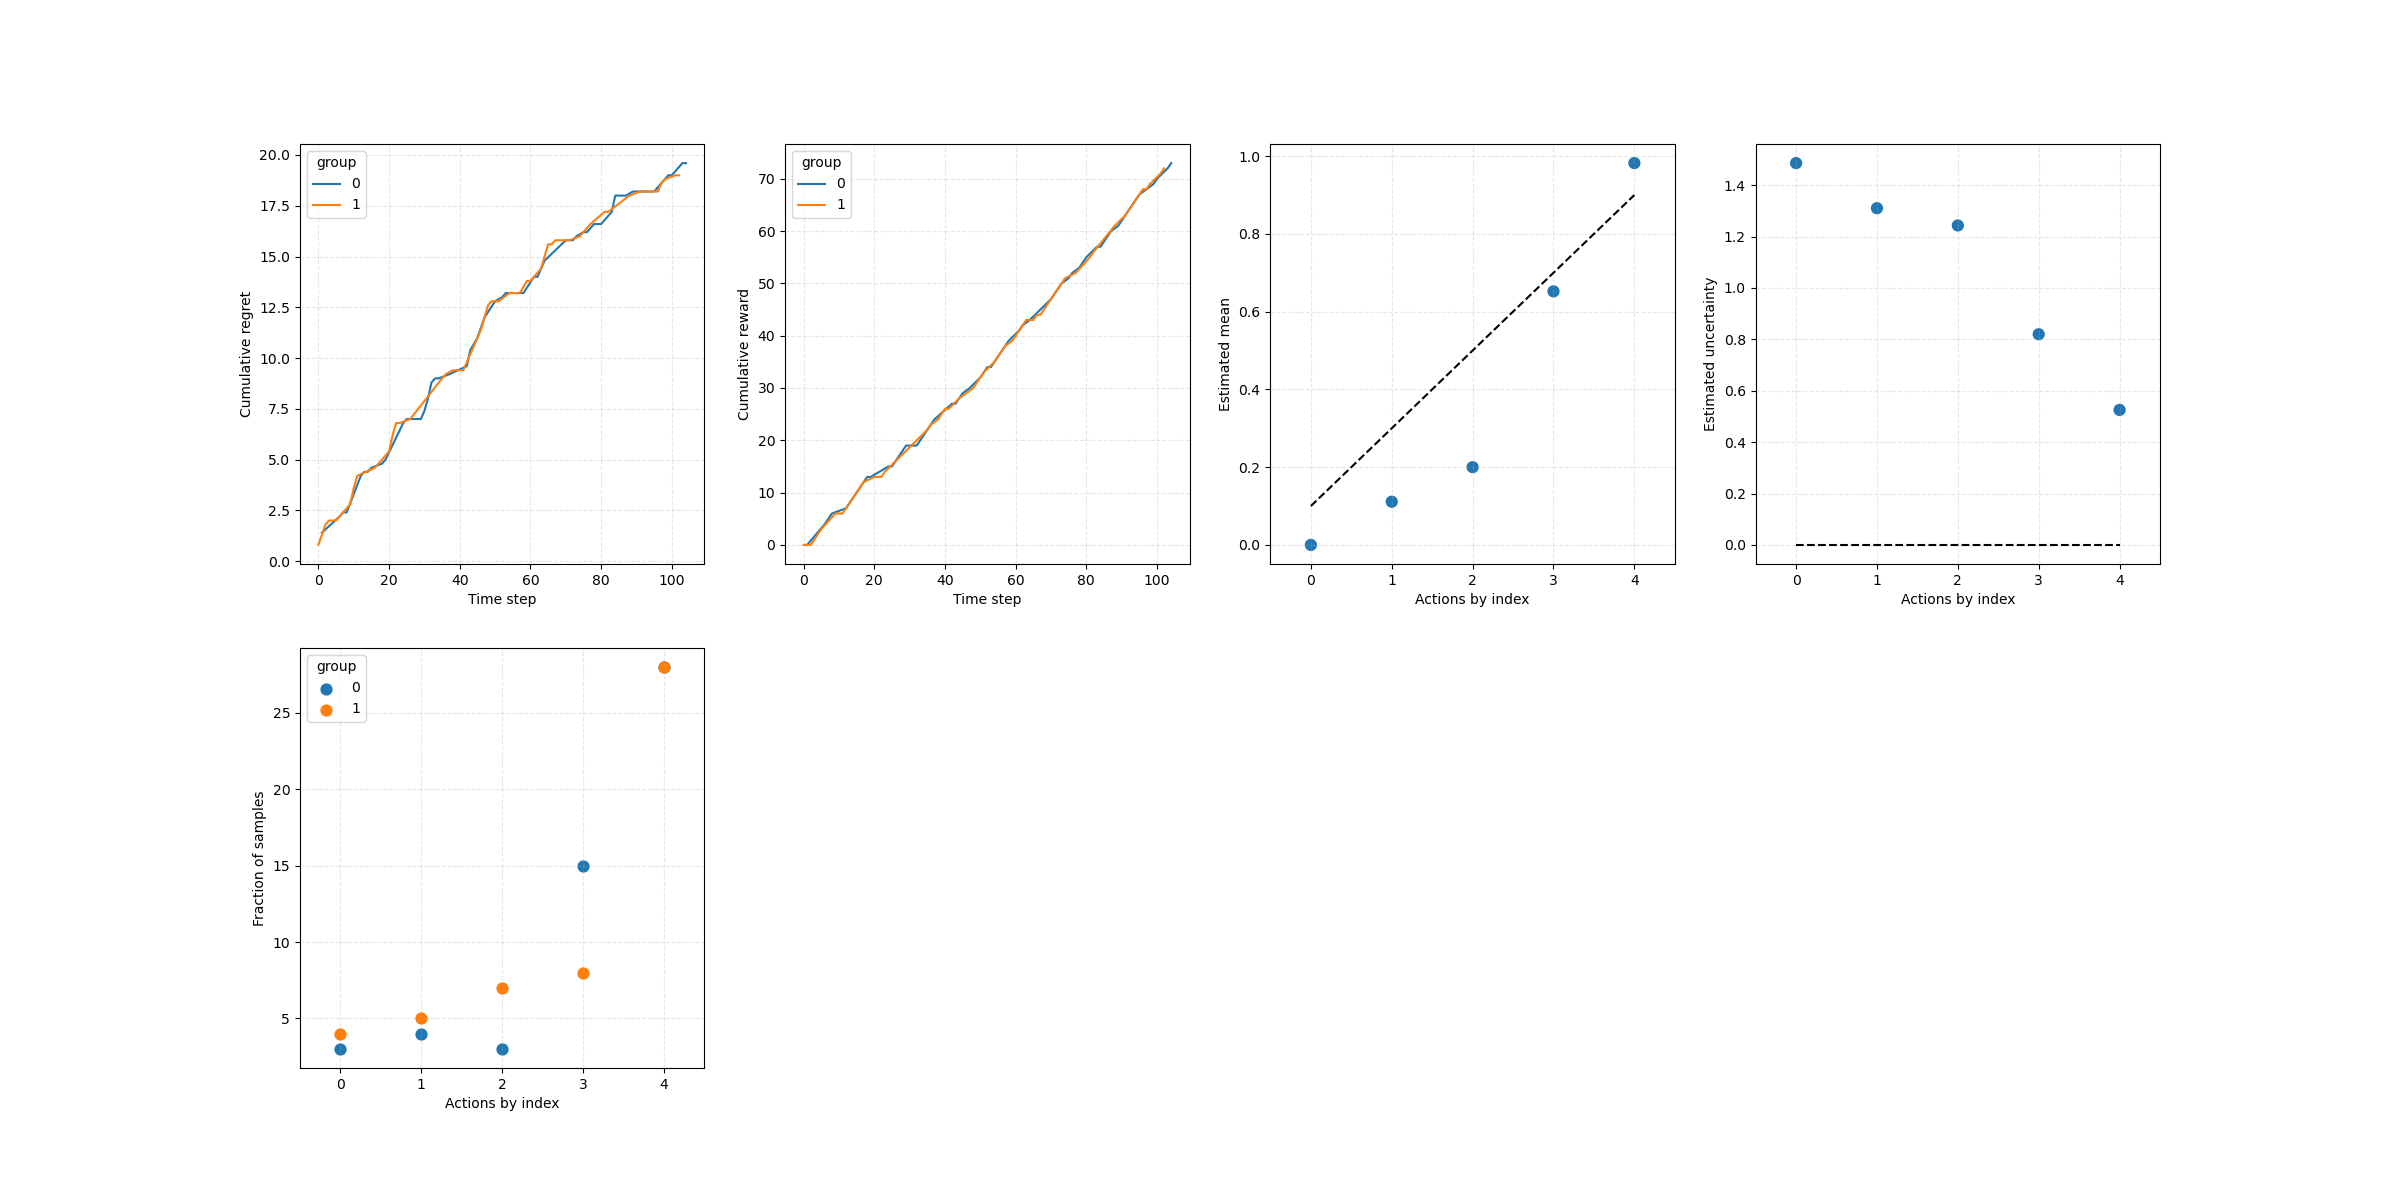 group
0
1
20.0
17.5
15.0
12.5
10.0
7.5
5.0
2.5
0.0
Cumulative regret
0 20 40 60 80 100
Time step
group
0
1
70
60
50
40
30
20
10
0
Cumulative reward
0 20 40 60 80 100
Time step
1.0
0.8
0.6
0.4
0.2
0.0
Estimated mean
0 1 2 3 4
Actions by index
1.4
1.2
1.0
0.8
0.6
0.4
0.2
0.0
Estimated uncertainty
0 1 2 3 4
Actions by index
group
0
1
25
20
15
10
5
Fraction of samples
0 1 2 3 4
Actions by index